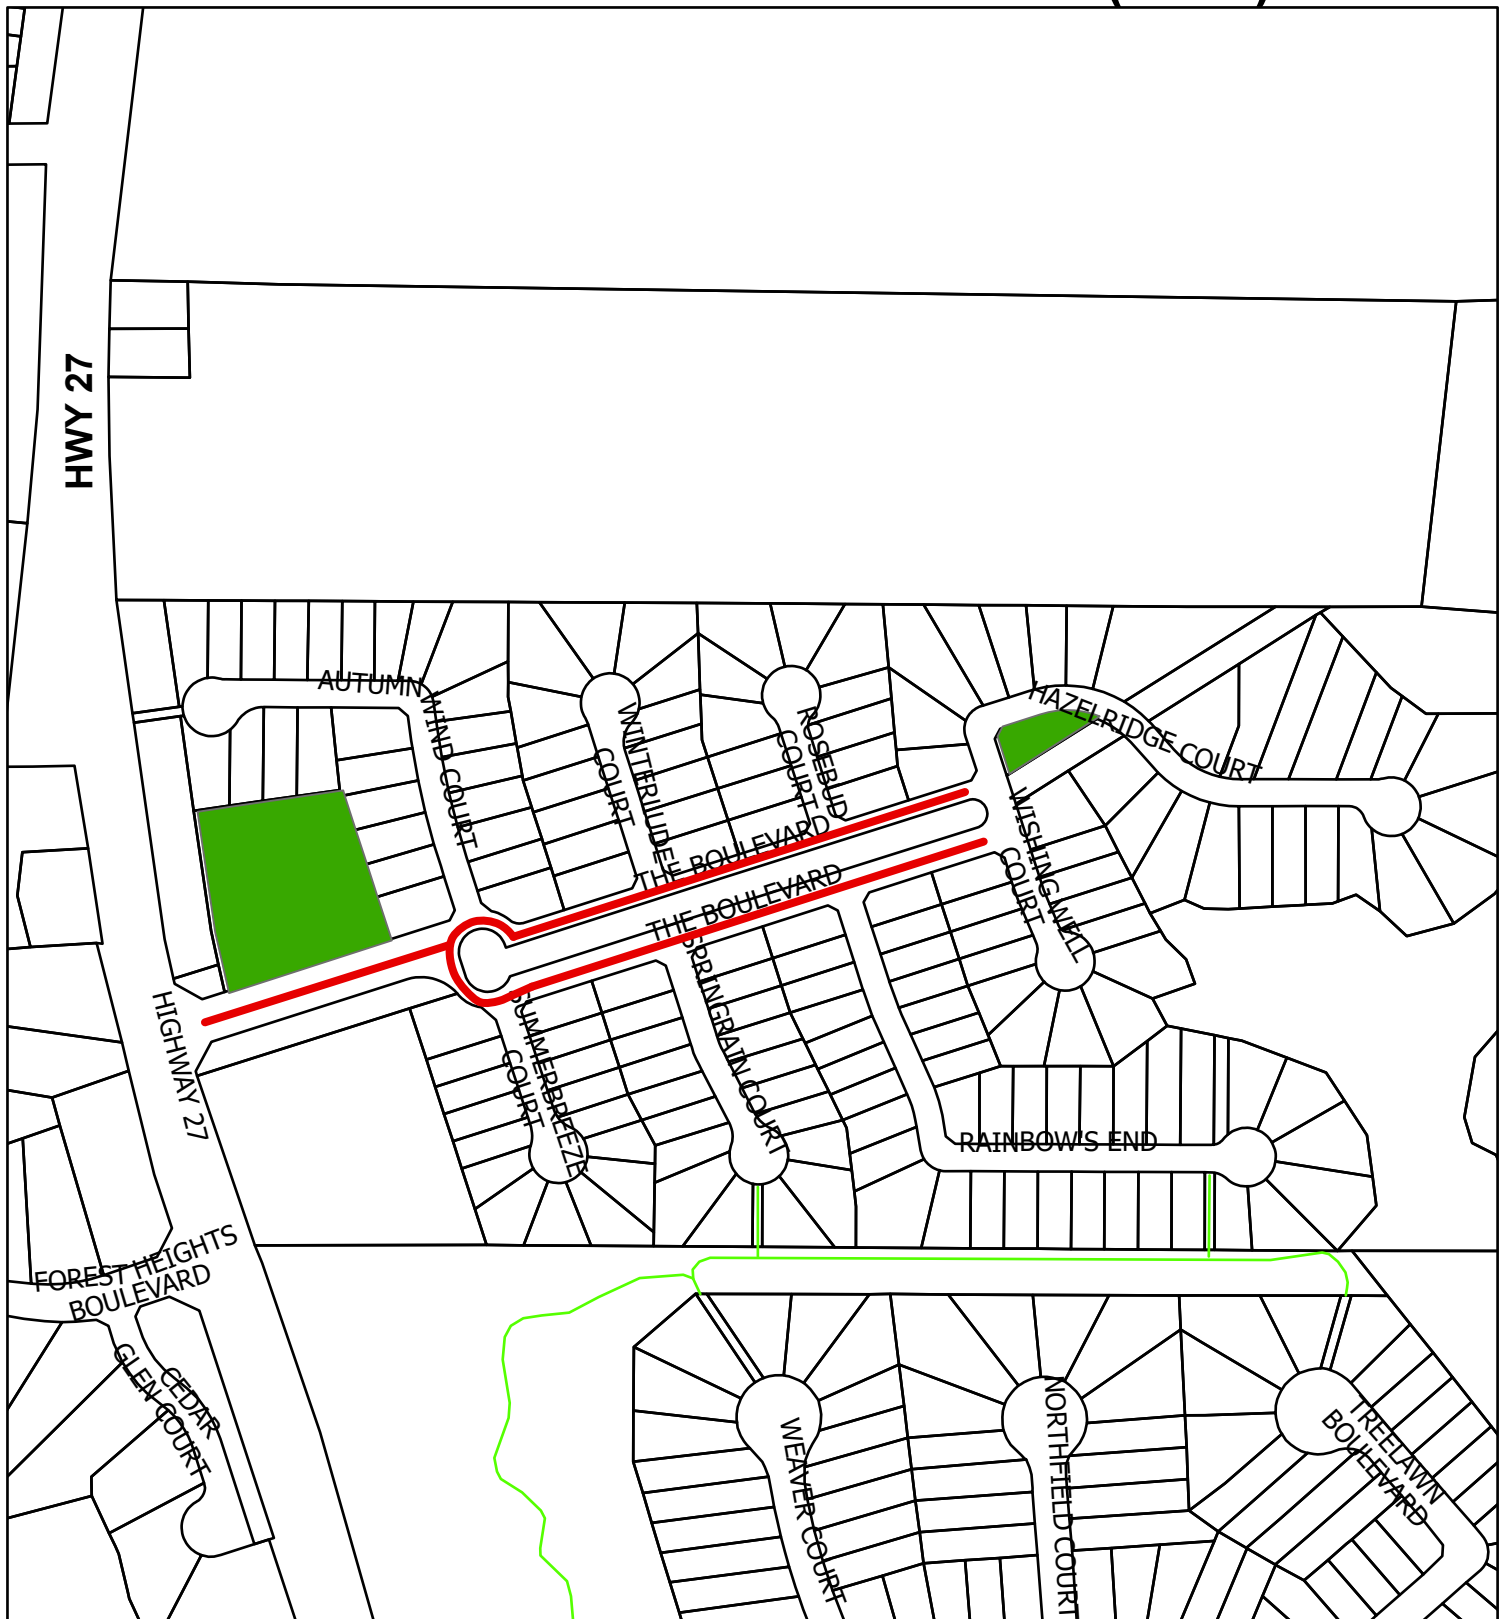 HWY 27
AUTUMN
WIND COURT
WINTERTIDE
COURT
ROSEBUD
COURT
HAZELRIDGE COURT
WISHING WELL
COURT
THE BOULEVARD
THE BOULEVARD
SPRINGRAIN COURT
SUMMERBREEZE
COURT
HIGHWAY 27
RAINBOW'S END
FOREST HEIGHTS
BOULEVARD
CEDAR
GLEN COURT
WEAVER COURT
NORTHFIELD COURT
TREELAWN
BOULEVARD